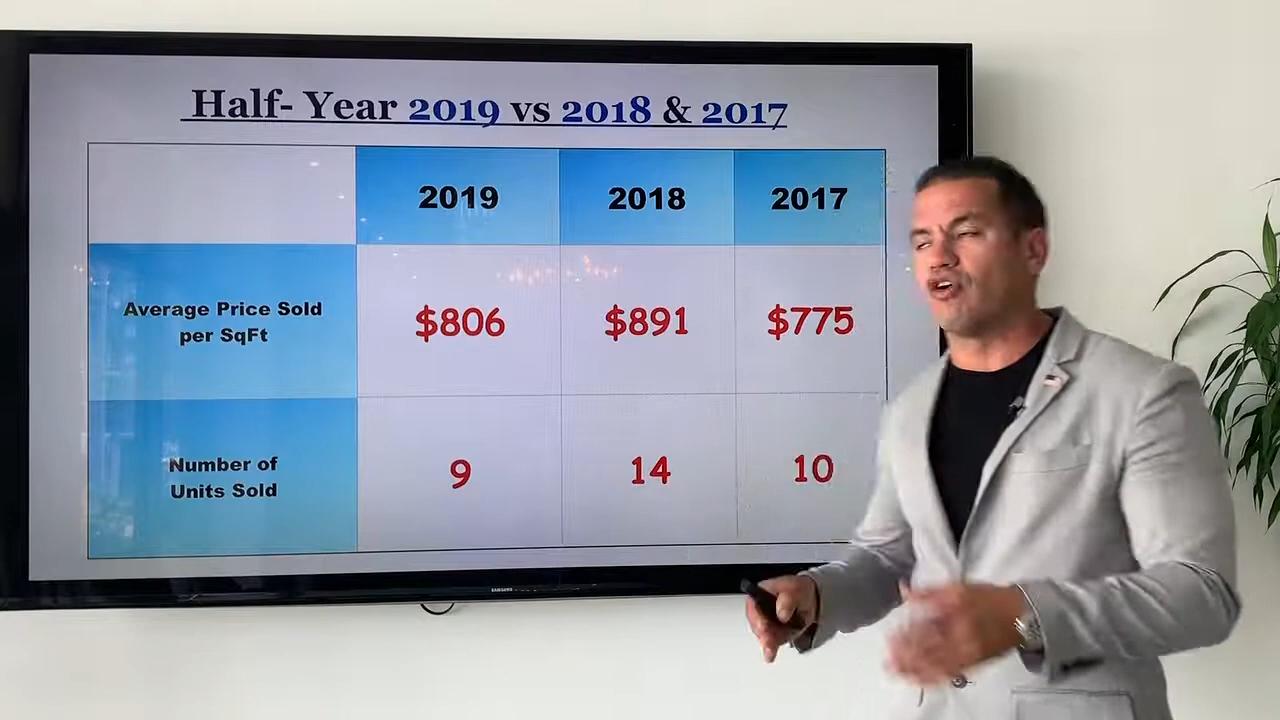 Half- Year 2019 vs 2018 & 2017
2019 2018 2017
Average Price Sold
per SqFt
$806 $891 $775
Number of
Units Sold
9 14 10
SAMSUNG